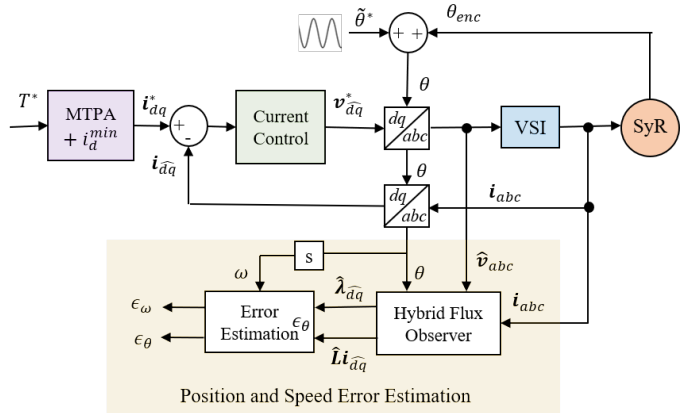 θ̃*
θ_enc
+ +
θ
T*
MTPA
+ i_d^min
i*_dq
+
-
Current
Control
v*_d̂q
dq
abc
VSI
SyR
i_d̂q
θ
dq
abc
i_abc
s
ω
θ
v̂_abc
λ̂_d̂q
i_abc
ϵ_ω
Error
Estimation
ϵ_θ
Hybrid Flux
Observer
ϵ_θ
L̂i_d̂q
Position and Speed Error Estimation